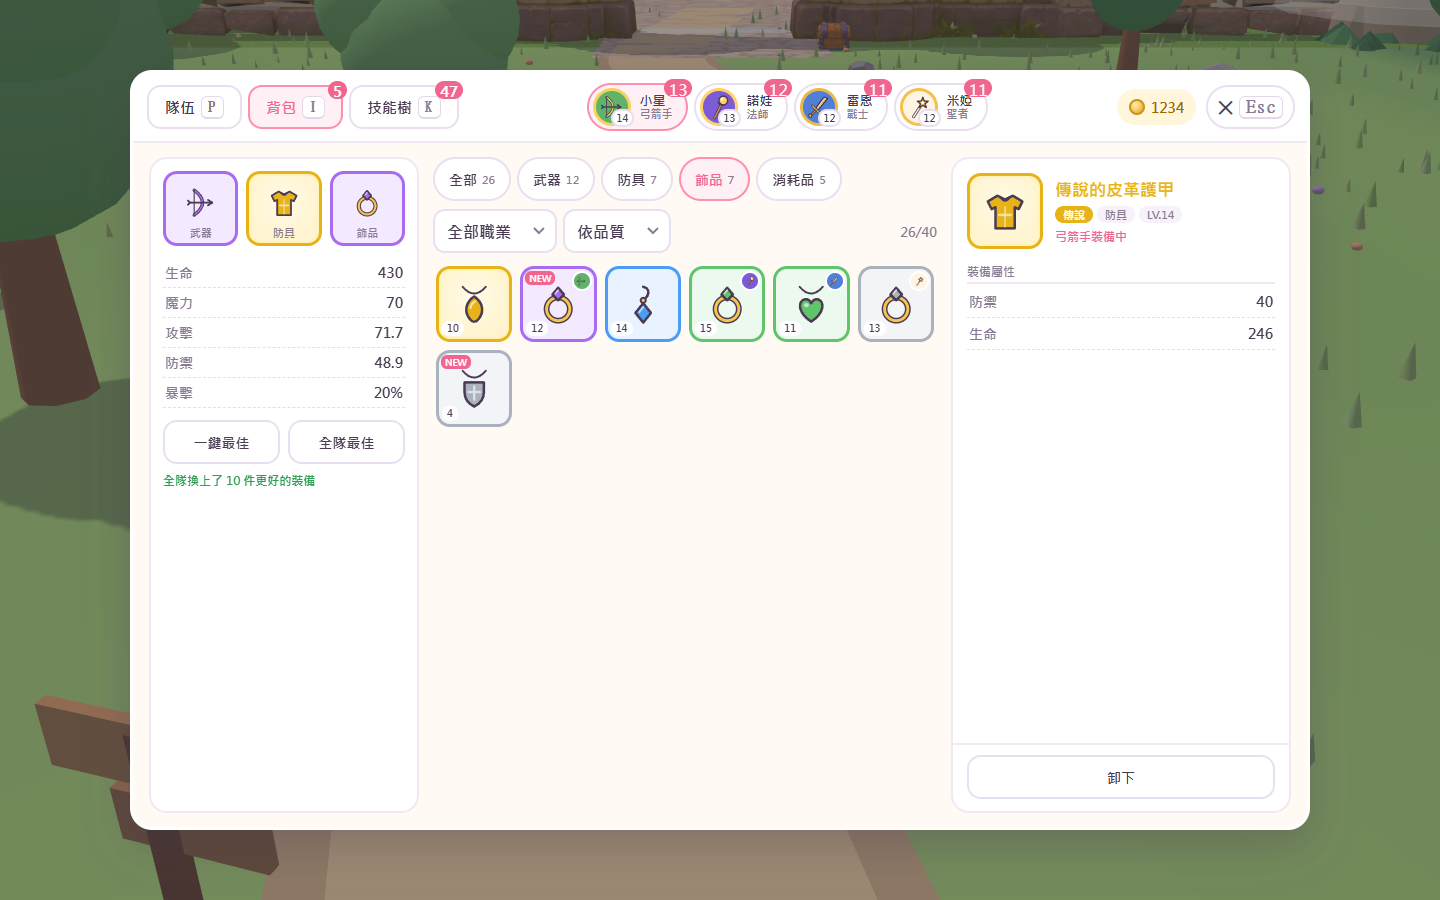 隊伍 P
背包 I 5
技能樹 K 47
小星 弓箭手 14 13
諾娃 法師 13 12
雷恩 戰士 12 11
米婭 聖者 12 11
1234
Esc
武器
防具
飾品
生命 430
魔力 70
攻擊 71.7
防禦 48.9
暴擊 20%
一鍵最佳
全隊最佳
全隊換上了 10 件更好的裝備
全部 26
武器 12
防具 7
飾品 7
消耗品 5
全部職業
依品質
26/40
10
NEW 12
14
15
11
13
NEW 4
傳說的皮革護甲
傳說 防具 LV.14
弓箭手裝備中
裝備屬性
防禦 40
生命 246
卸下